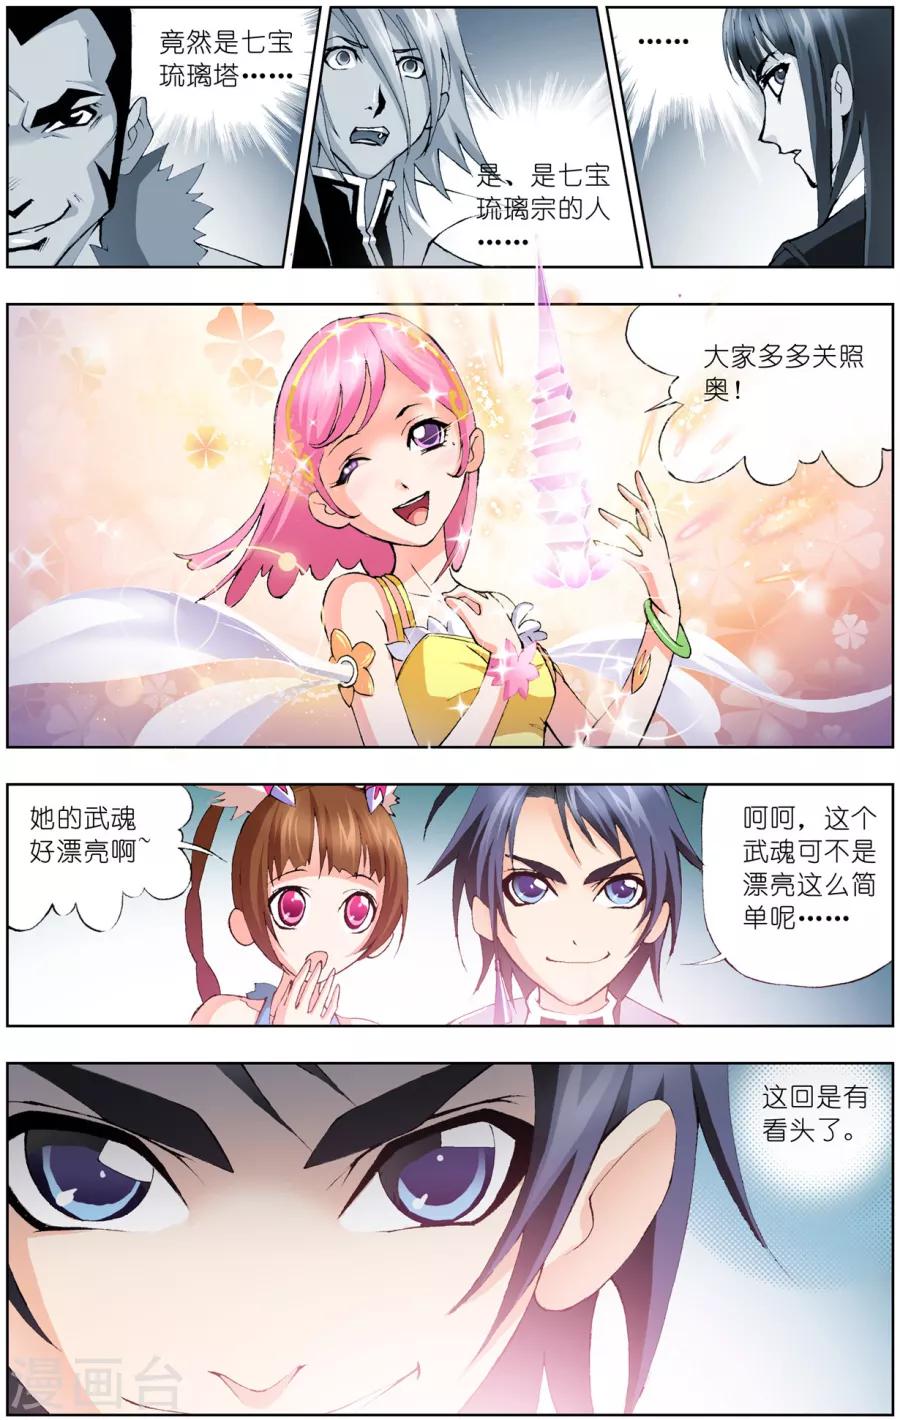 竟然是七宝
琉璃塔……
是、是七宝
琉璃宗的人
……
……
大家多多关照
奥！
她的武魂
好漂亮啊~
呵呵，这个
武魂可不是
漂亮这么简
单呢……
这回是有
看头了。
漫画台